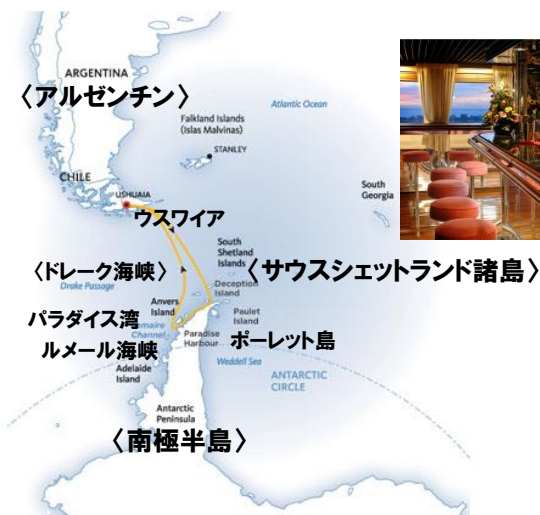 ARGENTINA
〈アルゼンチン〉
Atlantic Ocean
Falkland Islands
(Islas Malvinas)
STANLEY
CHILE
USHUAIA
ウスワイア
South
Georgia
〈ドレーク海峡〉
Drake Passage
South
Shetland
Islands
〈サウスシェットランド諸島〉
Deception
Island
Anvers
Island
パラダイス湾
Paulet
Island
ルメール海峡
Channel
Paradise
Harbour
ポーレット島
Adelaide
Island
Weddell Sea
ANTARCTIC
CIRCLE
Antarctic
Peninsula
〈南極半島〉